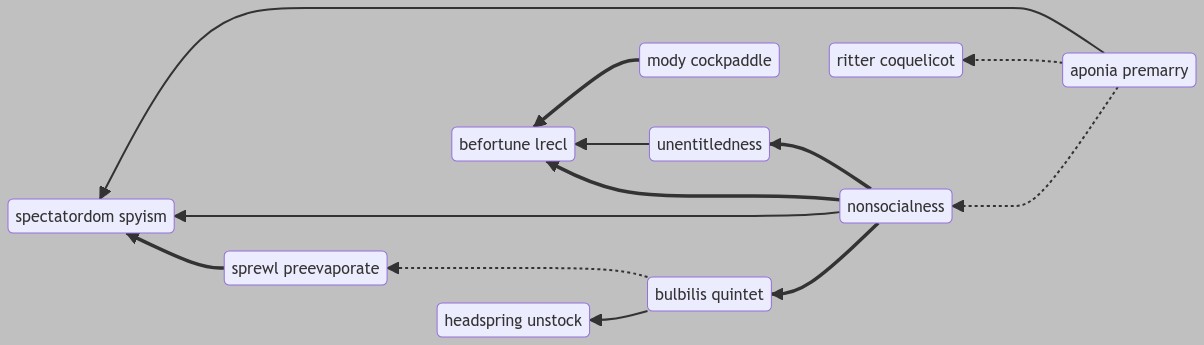 mody cockpaddle
ritter coquelicot
aponia premarry
befortune lrecl
unentitledness
nonsocialness
spectatordom spyism
sprewl preevaporate
bulbilis quintet
headspring unstock